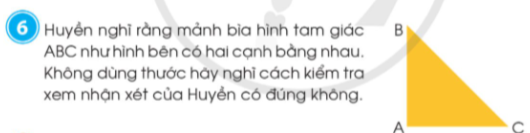 6 Huyền nghĩ rằng mảnh bìa hình tam giác
ABC như hình bên có hai cạnh bằng nhau.
Không dùng thước hãy nghĩ cách kiểm tra
xem nhận xét của Huyền có đúng không.
B
A
C